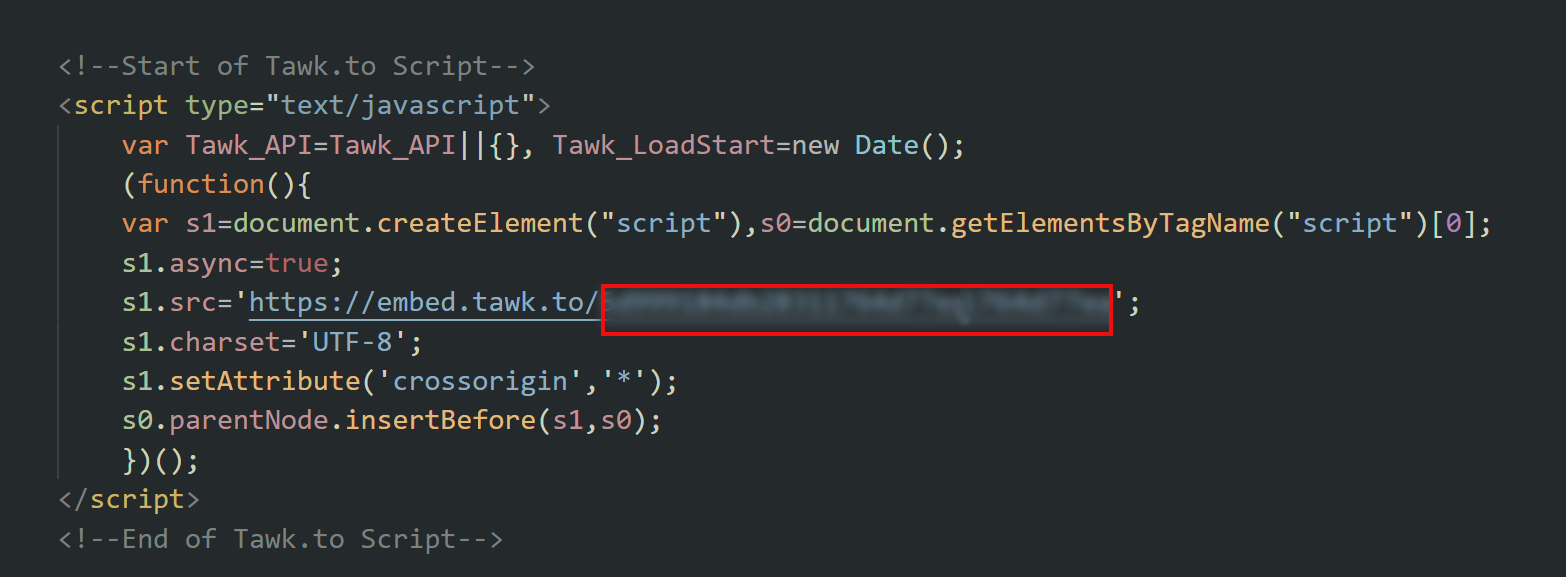 <!--Start of Tawk.to Script-->
<script type="text/javascript">
var Tawk_API=Tawk_API||{}, Tawk_LoadStart=new Date();
(function(){
var s1=document.createElement("script"),s0=document.getElementsByTagName("script")[0];
s1.async=true;
s1.src='https://embed.tawk.to/';
s1.charset='UTF-8';
s1.setAttribute('crossorigin','*');
s0.parentNode.insertBefore(s1,s0);
})();
</script>
<!--End of Tawk.to Script-->